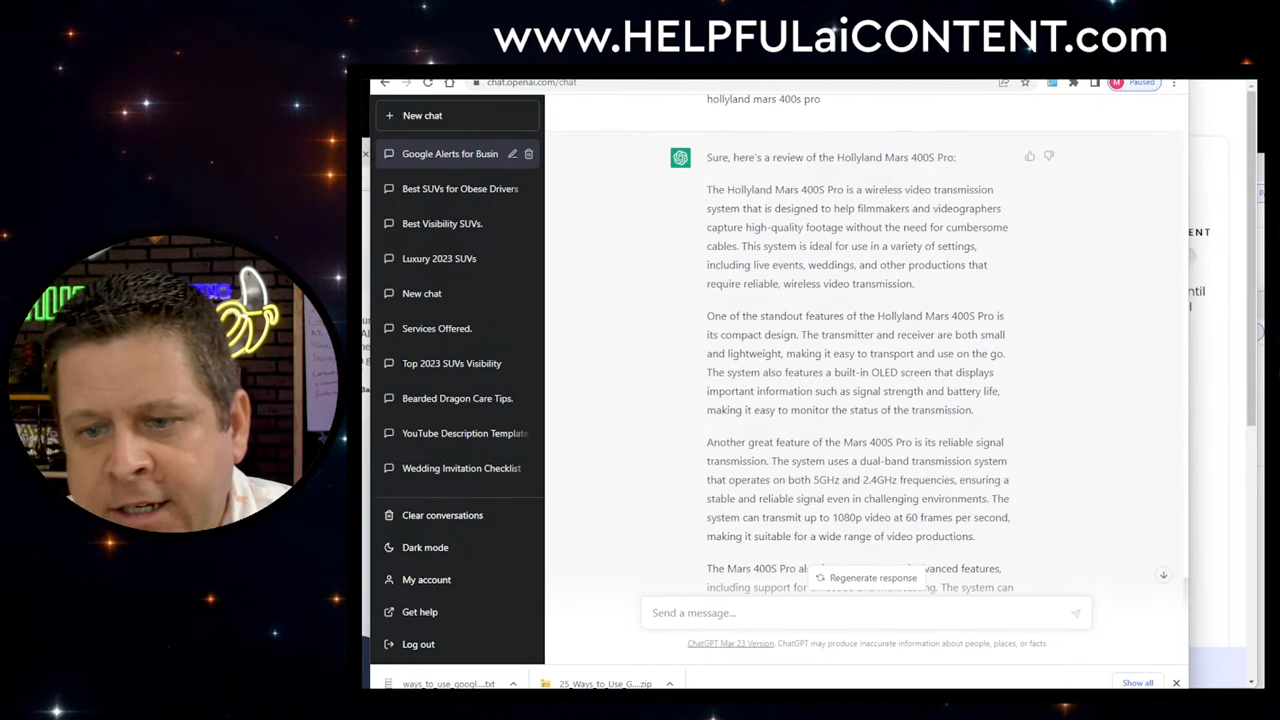 www.HELPFULaiCONTENT.com
chat.openai.com/chat
Paused
New chat
Google Alerts for Busin
Best SUVs for Obese Drivers
Best Visibility SUVs.
Luxury 2023 SUVs
New chat
Services Offered.
Top 2023 SUVs Visibility
Bearded Dragon Care Tips.
YouTube Description Template
Wedding Invitation Checklist
Clear conversations
Dark mode
My account
Get help
Log out
hollyland mars 400s pro
Sure, here's a review of the Hollyland Mars 400S Pro:
The Hollyland Mars 400S Pro is a wireless video transmission
system that is designed to help filmmakers and videographers
capture high-quality footage without the need for cumbersome
cables. This system is ideal for use in a variety of settings,
including live events, weddings, and other productions that
require reliable, wireless video transmission.
One of the standout features of the Hollyland Mars 400S Pro is
its compact design. The transmitter and receiver are both small
and lightweight, making it easy to transport and use on the go.
The system also features a built-in OLED screen that displays
important information such as signal strength and battery life,
making it easy to monitor the status of the transmission.
Another great feature of the Mars 400S Pro is its reliable signal
transmission. The system uses a dual-band transmission system
that operates on both 5GHz and 2.4GHz frequencies, ensuring a
stable and reliable signal even in challenging environments. The
system can transmit up to 1080p video at 60 frames per second,
making it suitable for a wide range of video productions.
The Mars 400S Pro al
vanced features,
Regenerate response
including support for
The system can
Send a message...
ChatGPT Mar 23 Version. ChatGPT may produce inaccurate information about people, places, or facts
ways_to_use_googl....txt
25_Ways_to_Use_G....zip
Show all
ENT
ntil